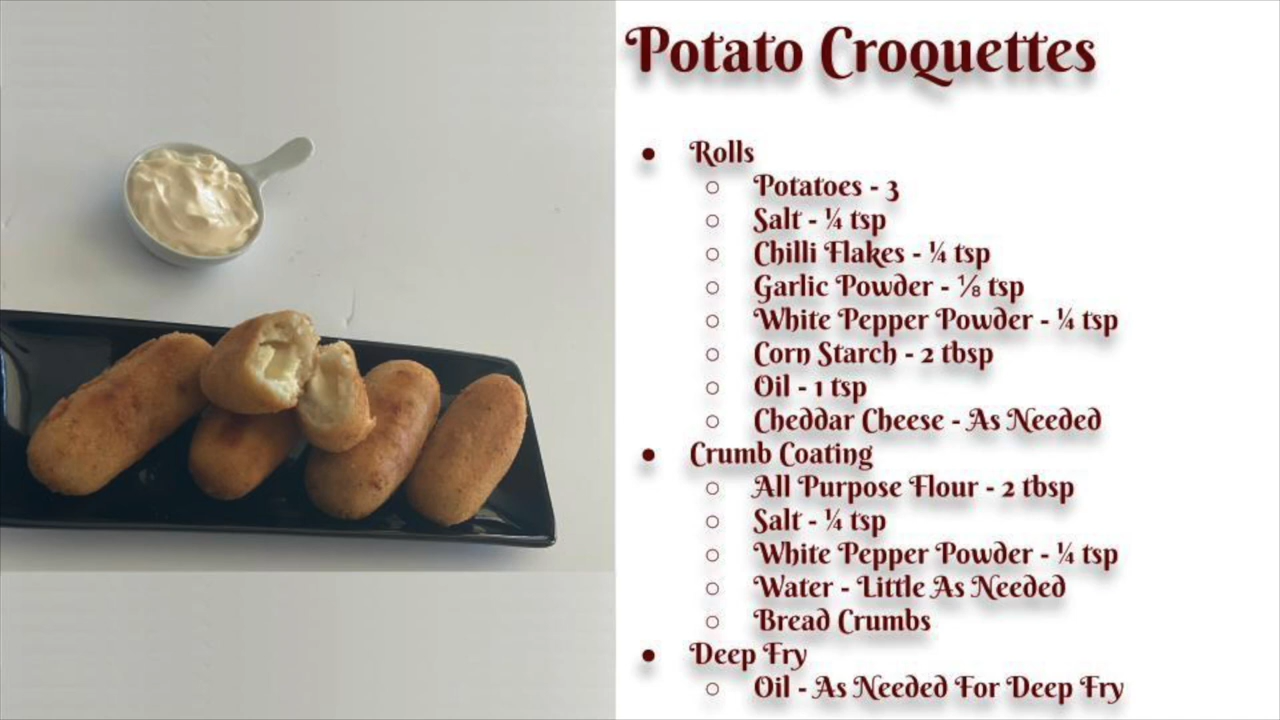 Potato Croquettes
● Rolls
○ Potatoes - 3
○ Salt - ¼ tsp
○ Chilli Flakes - ¼ tsp
○ Garlic Powder - ⅛ tsp
○ White Pepper Powder - ¼ tsp
○ Corn Starch - 2 tbsp
○ Oil - 1 tsp
○ Cheddar Cheese - As Needed
● Crumb Coating
○ All Purpose Flour - 2 tbsp
○ Salt - ¼ tsp
○ White Pepper Powder - ¼ tsp
○ Water - Little As Needed
○ Bread Crumbs
● Deep Fry
○ Oil - As Needed For Deep Fry